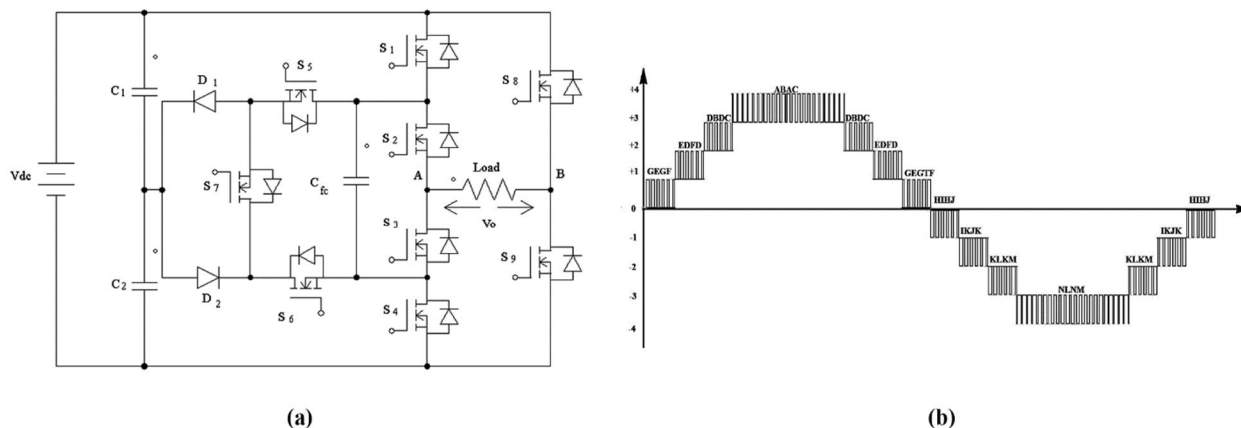 S1
S8
C1
D1
S5
S2
Vdc
S7
Cfc
A
Load
B
Vo
S3
C2
D2
S6
S4
S9
(a)
+4
ABAC
+3
DBDC
DBDC
+2
EDFD
EDFD
+1
GEGF
GEGTF
0
HIHJ
HIHJ
-1
IKJK
IKJK
-2
KLKM
KLKM
-3
NLNM
-4
(b)